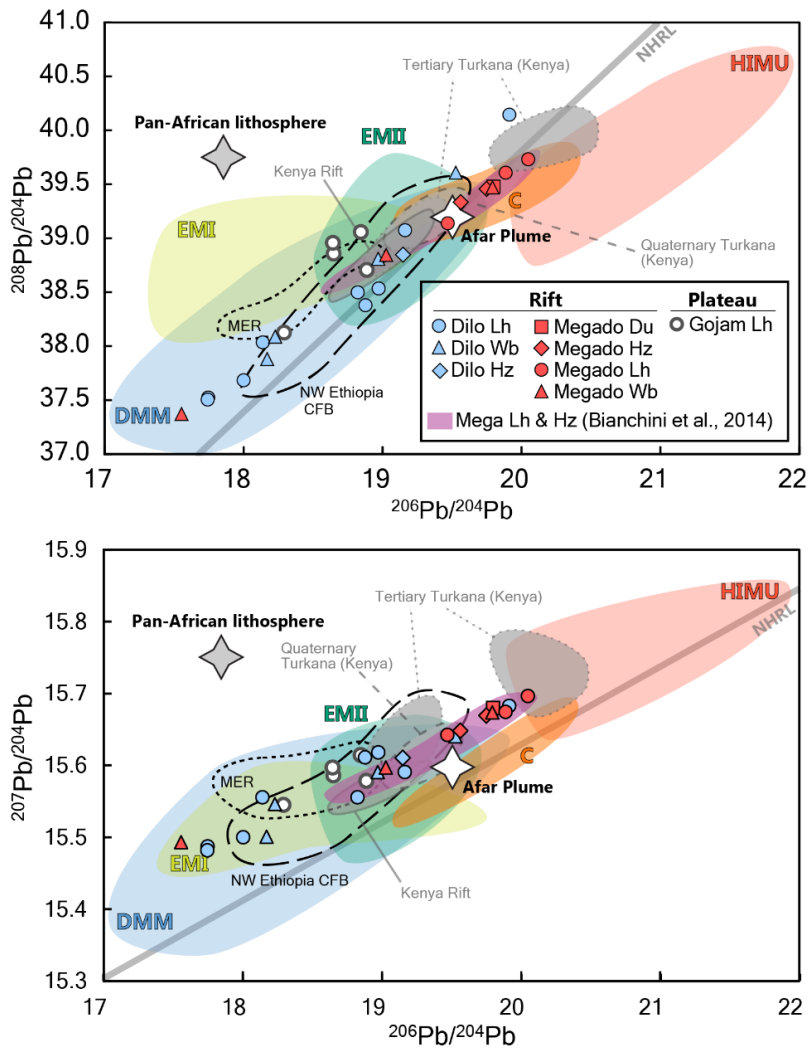 41.0
40.5
40.0
39.5
39.0
38.5
38.0
37.5
37.0
²⁰⁸Pb/²⁰⁴Pb
NHRL
Tertiary Turkana (Kenya)
HIMU
Pan-African lithosphere
EMII
Kenya Rift
C
EMI
Afar Plume
Quaternary Turkana
(Kenya)
MER
NW Ethiopia
CFB
DMM
Rift
Plateau
Dilo Lh
Megado Du
Gojam Lh
Dilo Wb
Megado Hz
Dilo Hz
Megado Lh
Megado Wb
Mega Lh & Hz (Bianchini et al., 2014)
17
18
19
20
21
22
²⁰⁶Pb/²⁰⁴Pb
15.9
15.8
15.7
15.6
15.5
15.4
15.3
²⁰⁷Pb/²⁰⁴Pb
Tertiary Turkana (Kenya)
HIMU
NHRL
Pan-African lithosphere
Quaternary
Turkana (Kenya)
EMII
C
MER
Afar Plume
EMI
NW Ethiopia CFB
Kenya Rift
DMM
17
18
19
20
21
22
²⁰⁶Pb/²⁰⁴Pb